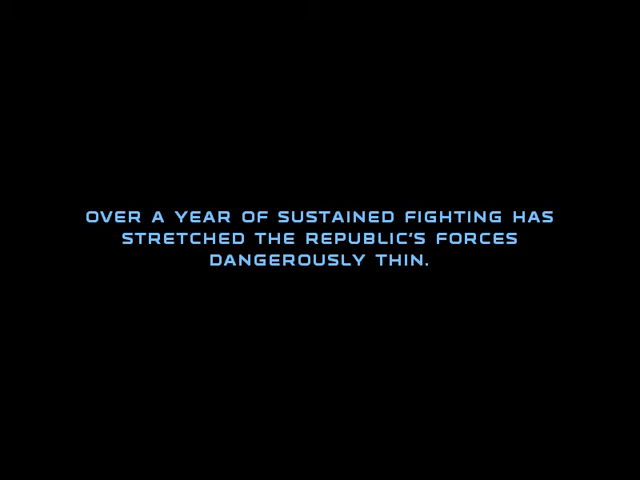 OVER A YEAR OF SUSTAINED FIGHTING HAS
STRETCHED THE REPUBLIC'S FORCES
DANGEROUSLY THIN.